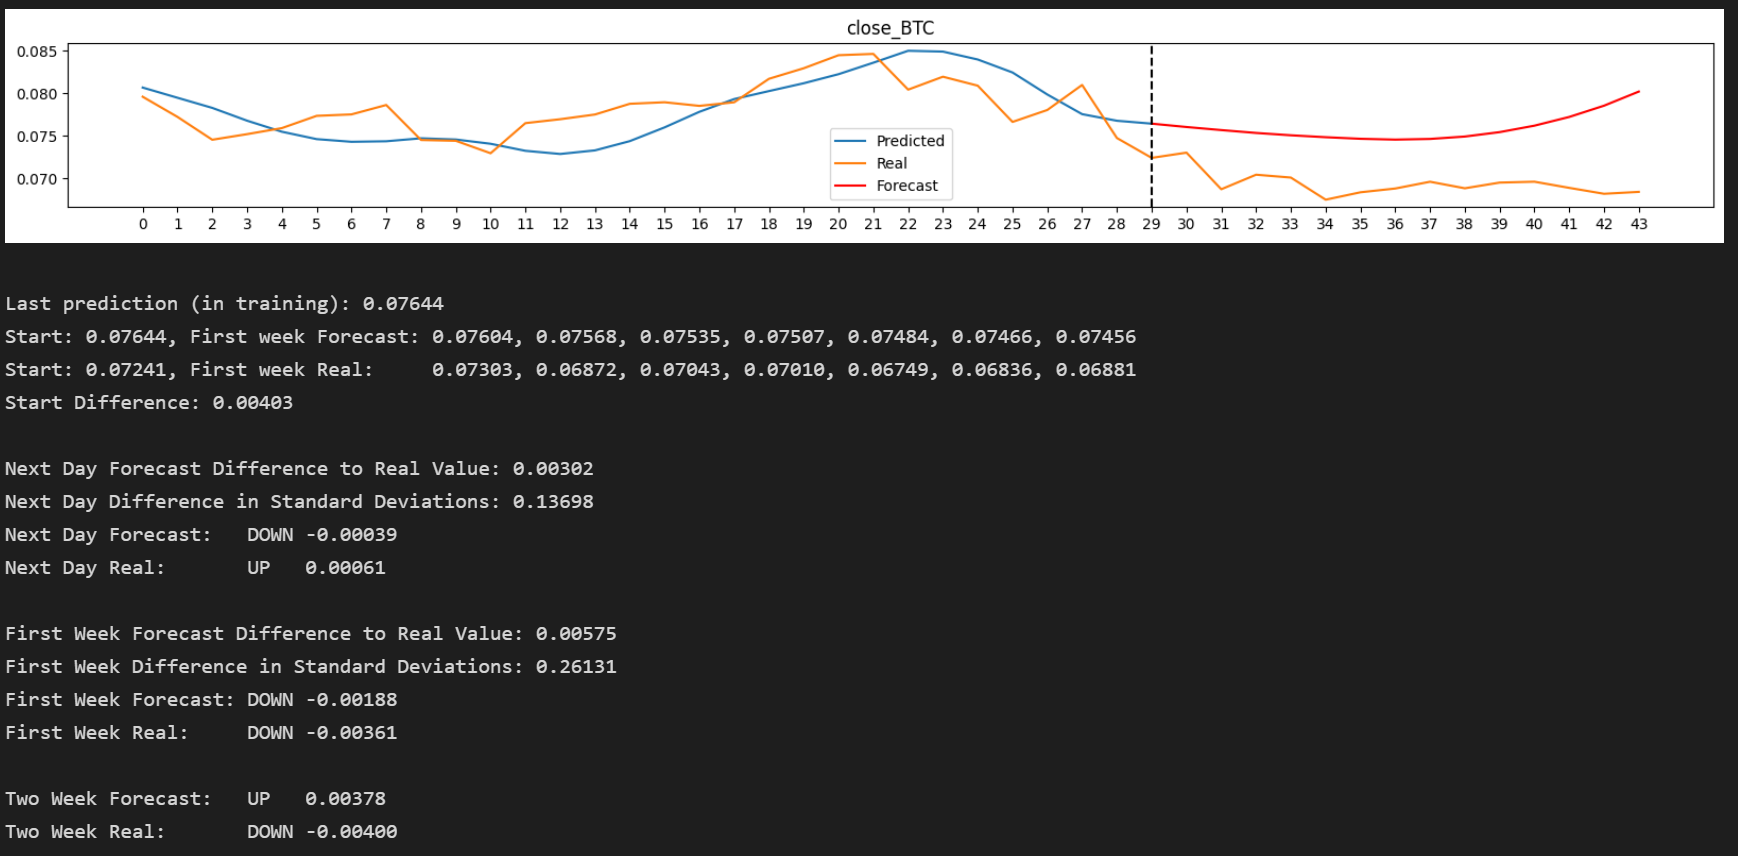 close_BTC
0.085
0.080
0.075
0.070
Predicted
Real
Forecast
0 1 2 3 4 5 6 7 8 9 10 11 12 13 14 15 16 17 18 19 20 21 22 23 24 25 26 27 28 29 30 31 32 33 34 35 36 37 38 39 40 41 42 43
Last prediction (in training): 0.07644
Start: 0.07644, First week Forecast: 0.07604, 0.07568, 0.07535, 0.07507, 0.07484, 0.07466, 0.07456
Start: 0.07241, First week Real: 0.07303, 0.06872, 0.07043, 0.07010, 0.06749, 0.06836, 0.06881
Start Difference: 0.00403
Next Day Forecast Difference to Real Value: 0.00302
Next Day Difference in Standard Deviations: 0.13698
Next Day Forecast: DOWN -0.00039
Next Day Real: UP 0.00061
First Week Forecast Difference to Real Value: 0.00575
First Week Difference in Standard Deviations: 0.26131
First Week Forecast: DOWN -0.00188
First Week Real: DOWN -0.00361
Two Week Forecast: UP 0.00378
Two Week Real: DOWN -0.00400